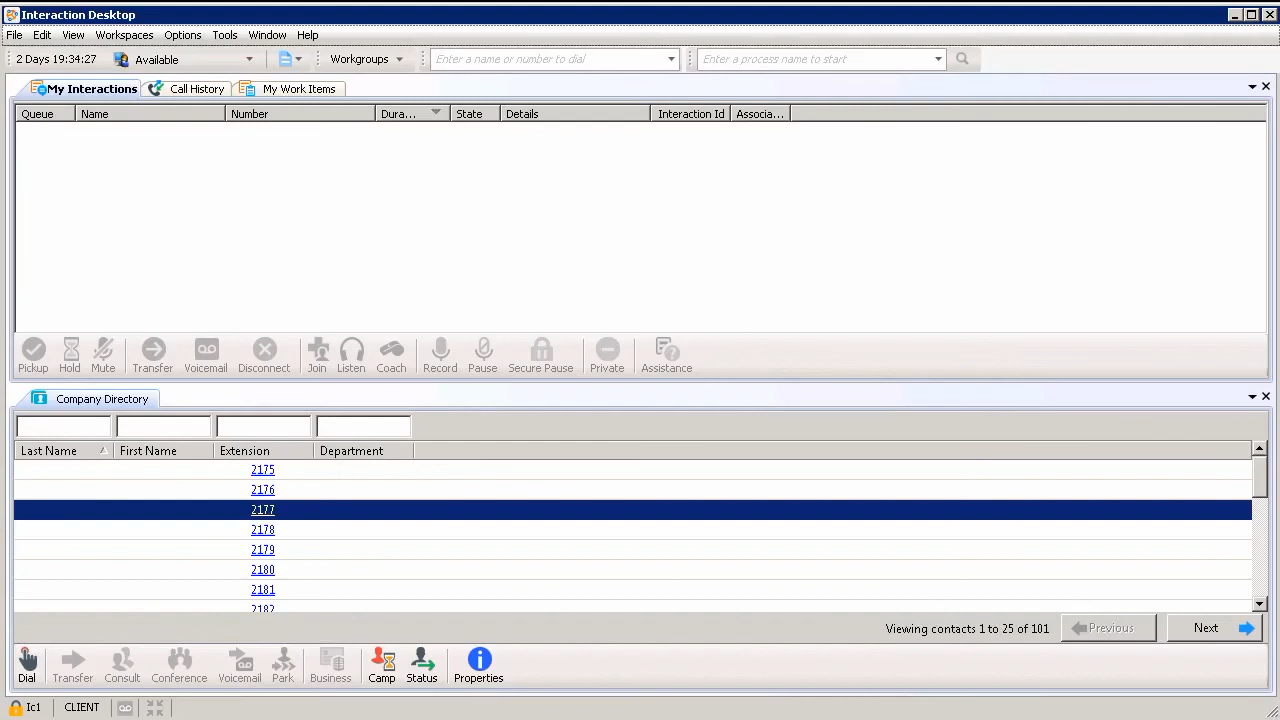 Interaction Desktop
File Edit View Workspaces Options Tools Window Help
2 Days 19:34:27 Available Workgroups Enter a name or number to dial Enter a process name to start
My Interactions Call History My Work Items
Queue Name Number Dura... State Details Interaction Id Associa...
Pickup Hold Mute Transfer Voicemail Disconnect Join Listen Coach Record Pause Secure Pause Private Assistance
Company Directory
Last Name First Name Extension Department
2175
2176
2177
2178
2179
2180
2181
2182
Viewing contacts 1 to 25 of 101 Previous Next
Dial Transfer Consult Conference Voicemail Park Business Camp Status Properties
Ic1 CLIENT